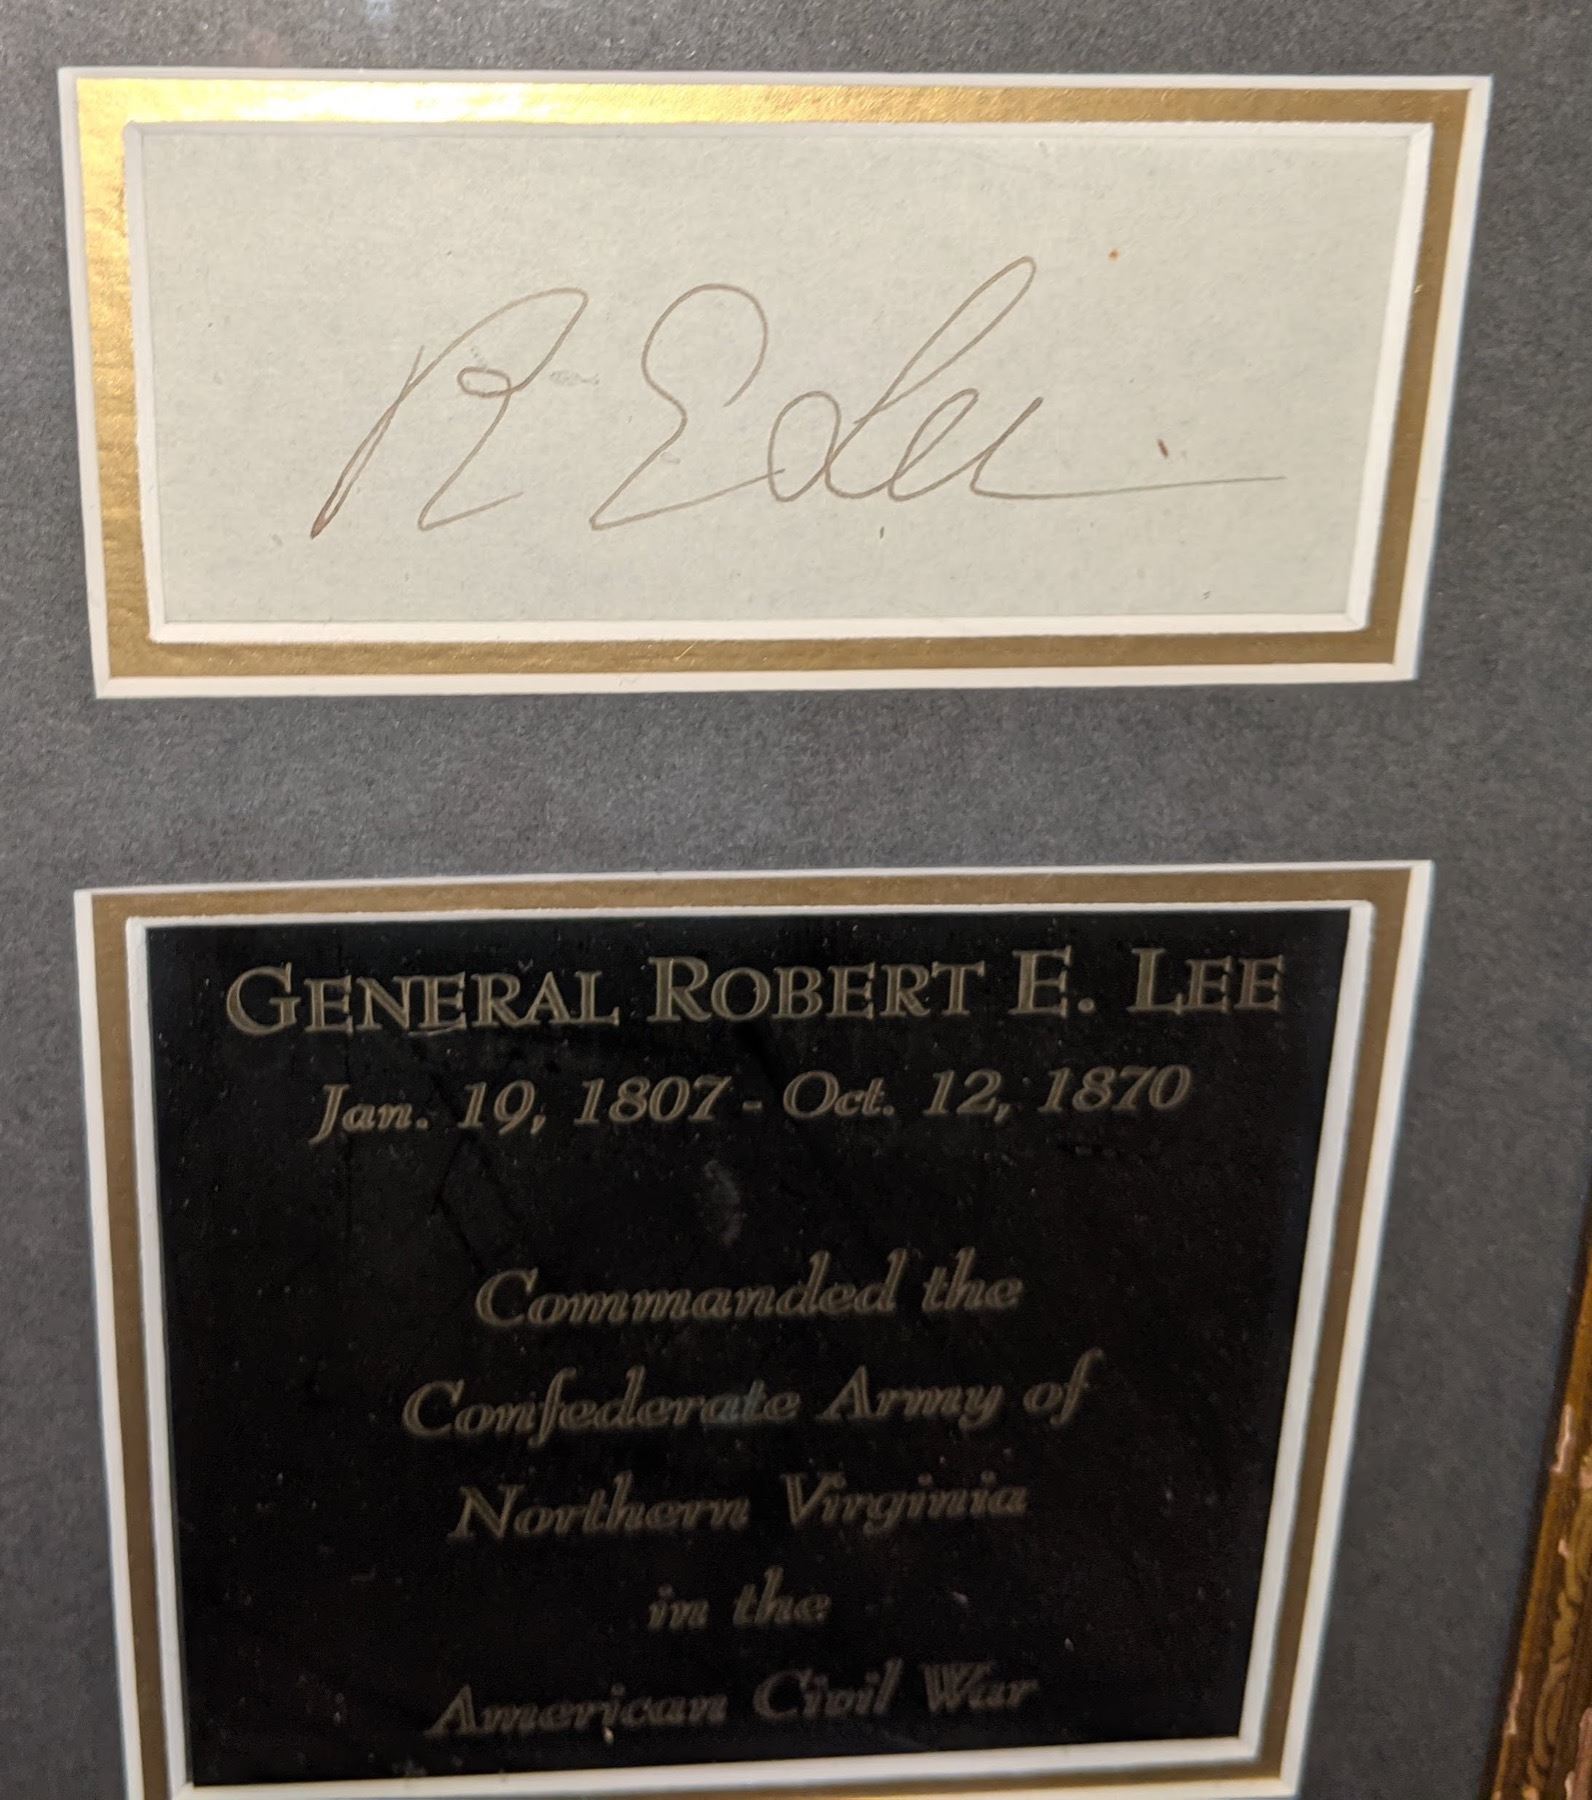 R E Lee
GENERAL ROBERT E. LEE
Jan. 19, 1807 - Oct. 12, 1870
Commanded the
Confederate Army of
Northern Virginia
in the
American Civil War